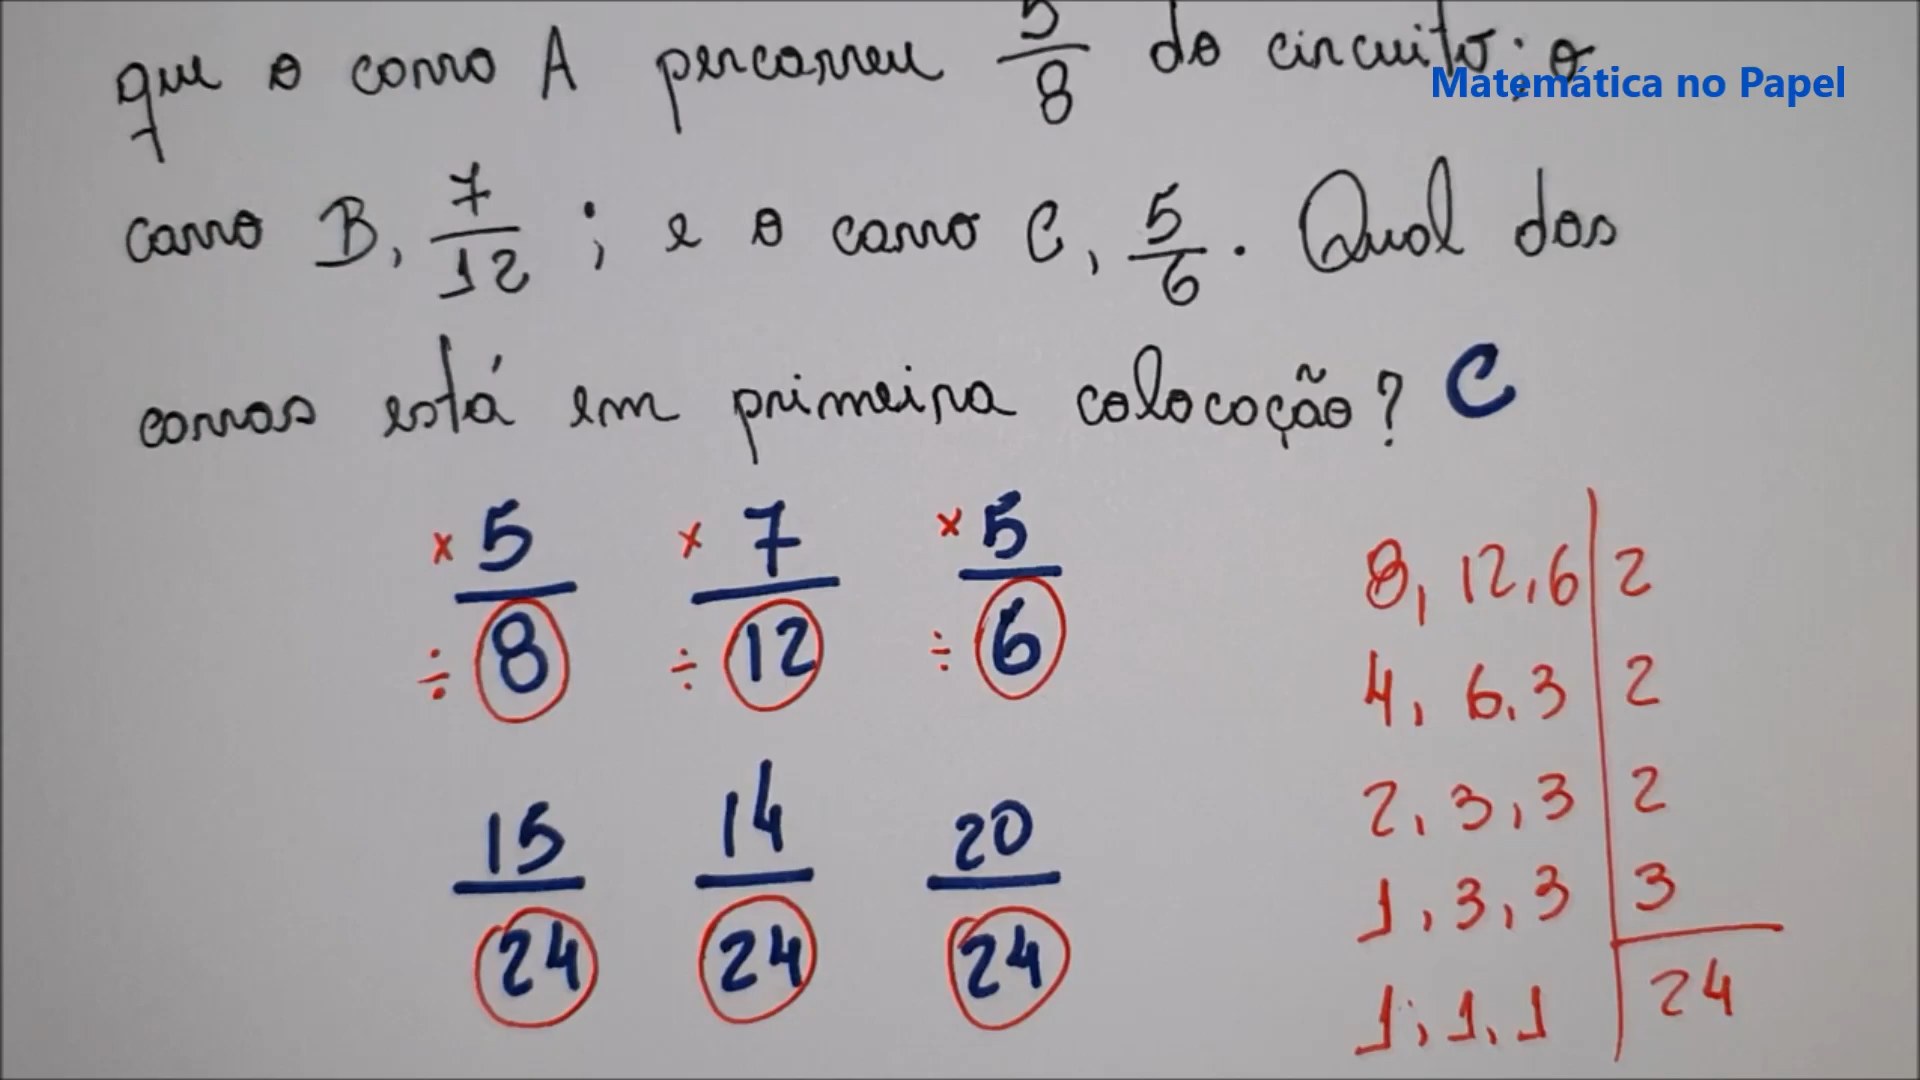 que o carro A percorreu 5/8 do circuito; o
Matemática no Papel
carro B, 7/12; e o carro C, 5/6. Qual dos
carros está em primeira colocação? C
× 5 × 7 × 5
÷ 8 ÷ 12 ÷ 6
15 14 20
24 24 24
8, 12, 6 | 2
4, 6, 3 | 2
2, 3, 3 | 2
1, 3, 3 | 3
1, 1, 1 | 24